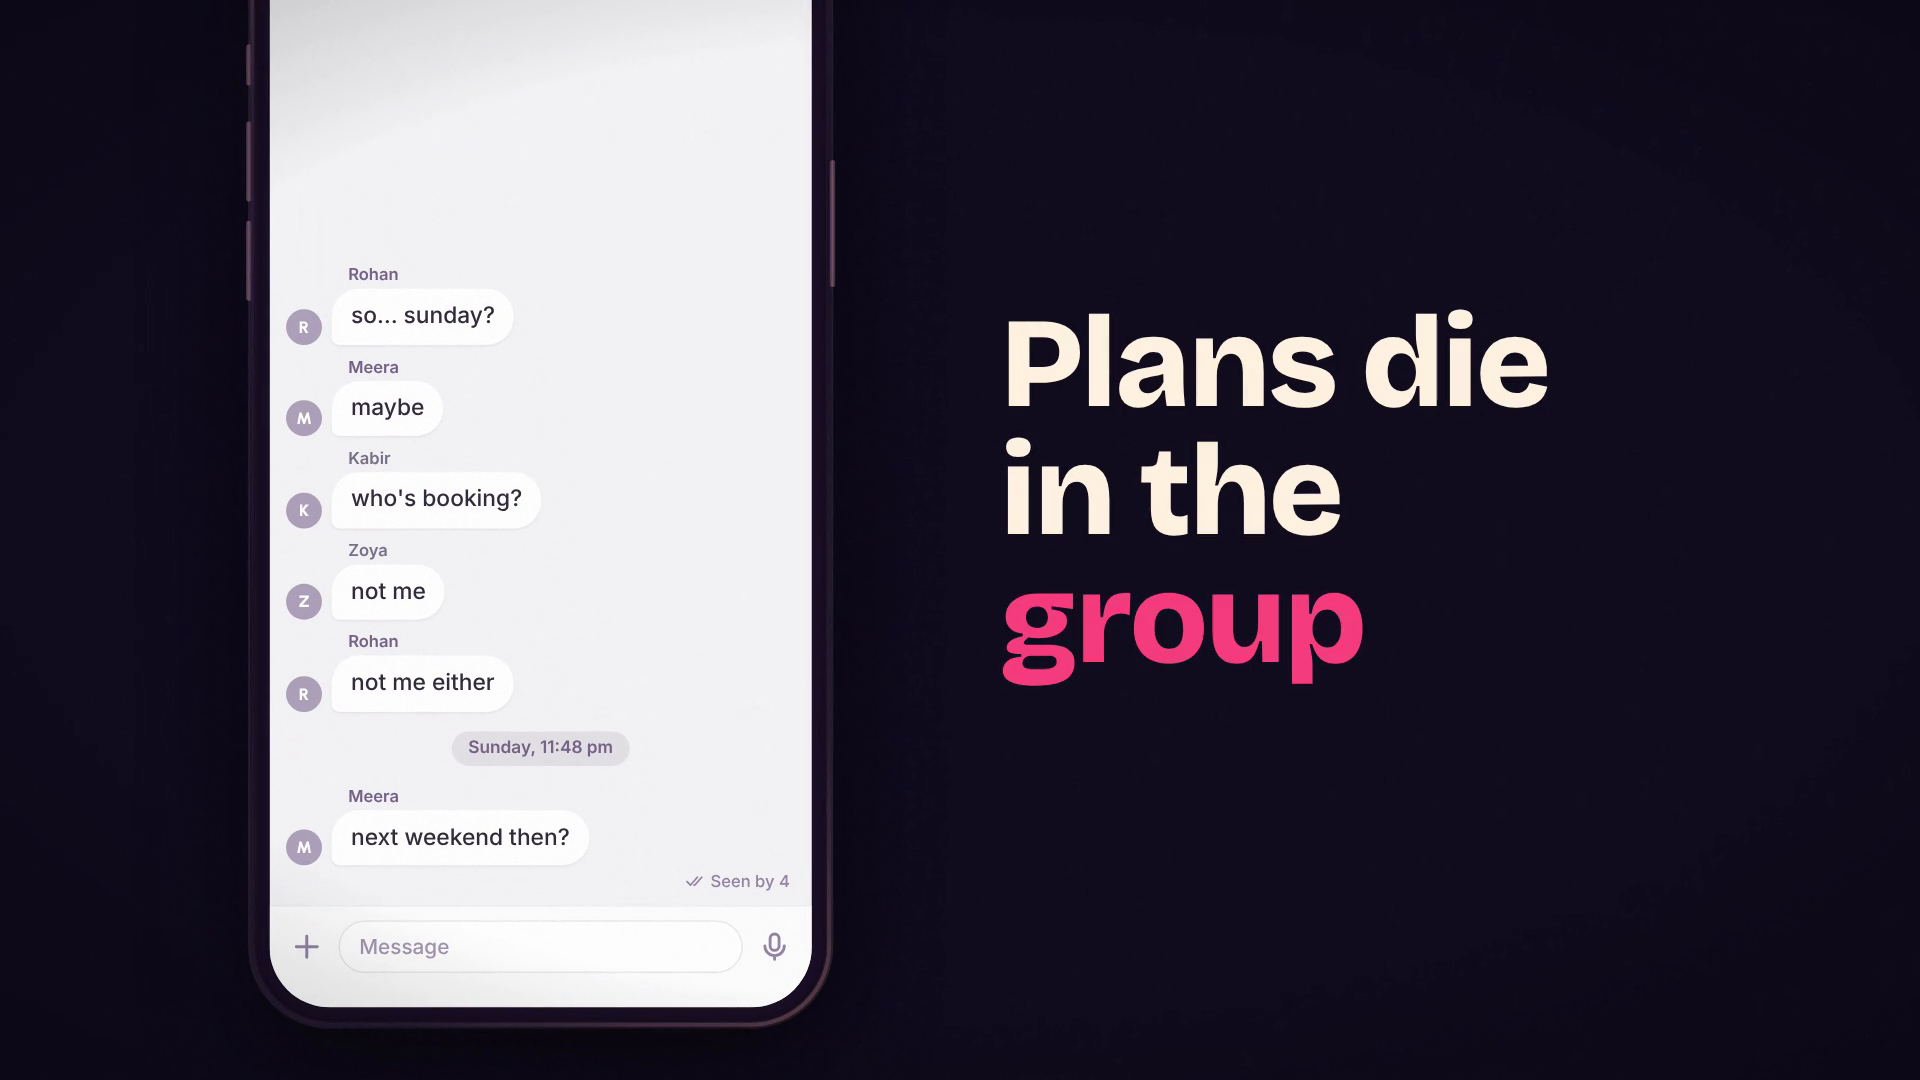 Rohan
R
so... sunday?
Meera
M
maybe
Kabir
K
who's booking?
Zoya
Z
not me
Rohan
R
not me either
Sunday, 11:48 pm
Meera
M
next weekend then?
Seen by 4
Message
Plans die
in the
group